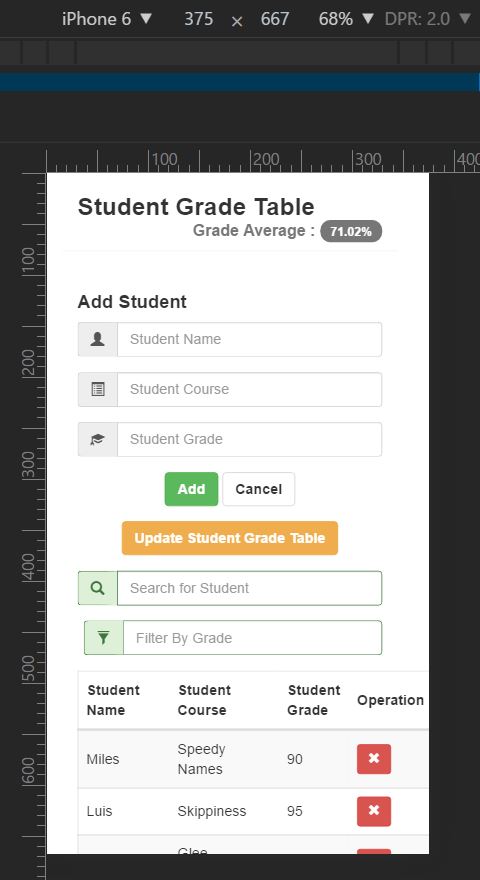 iPhone 6 ▼ 375 × 667 68% ▼ DPR: 2.0 ▼
100 200 300 400
100
200
300
400
500
600
Student Grade Table
Grade Average : 71.02%
Add Student
Student Name
Student Course
Student Grade
Add Cancel
Update Student Grade Table
Search for Student
Filter By Grade
Student Name Student Course Student Grade Operation
Miles Speedy Names 90
Luis Skippiness 95
Glee